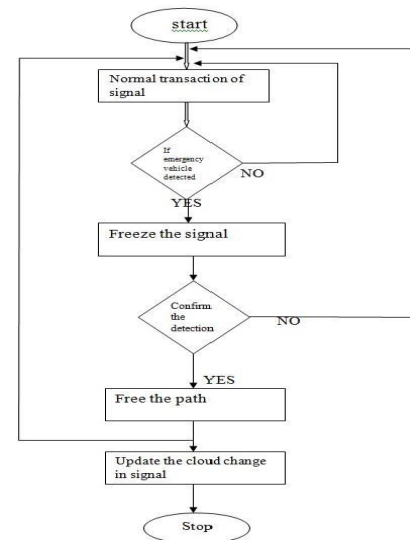 start
Normal transaction of
signal
If
emergency
vehicle
detected
NO
YES
Freeze the signal
Confirm
the
detection
NO
YES
Free the path
Update the cloud change
in signal
Stop